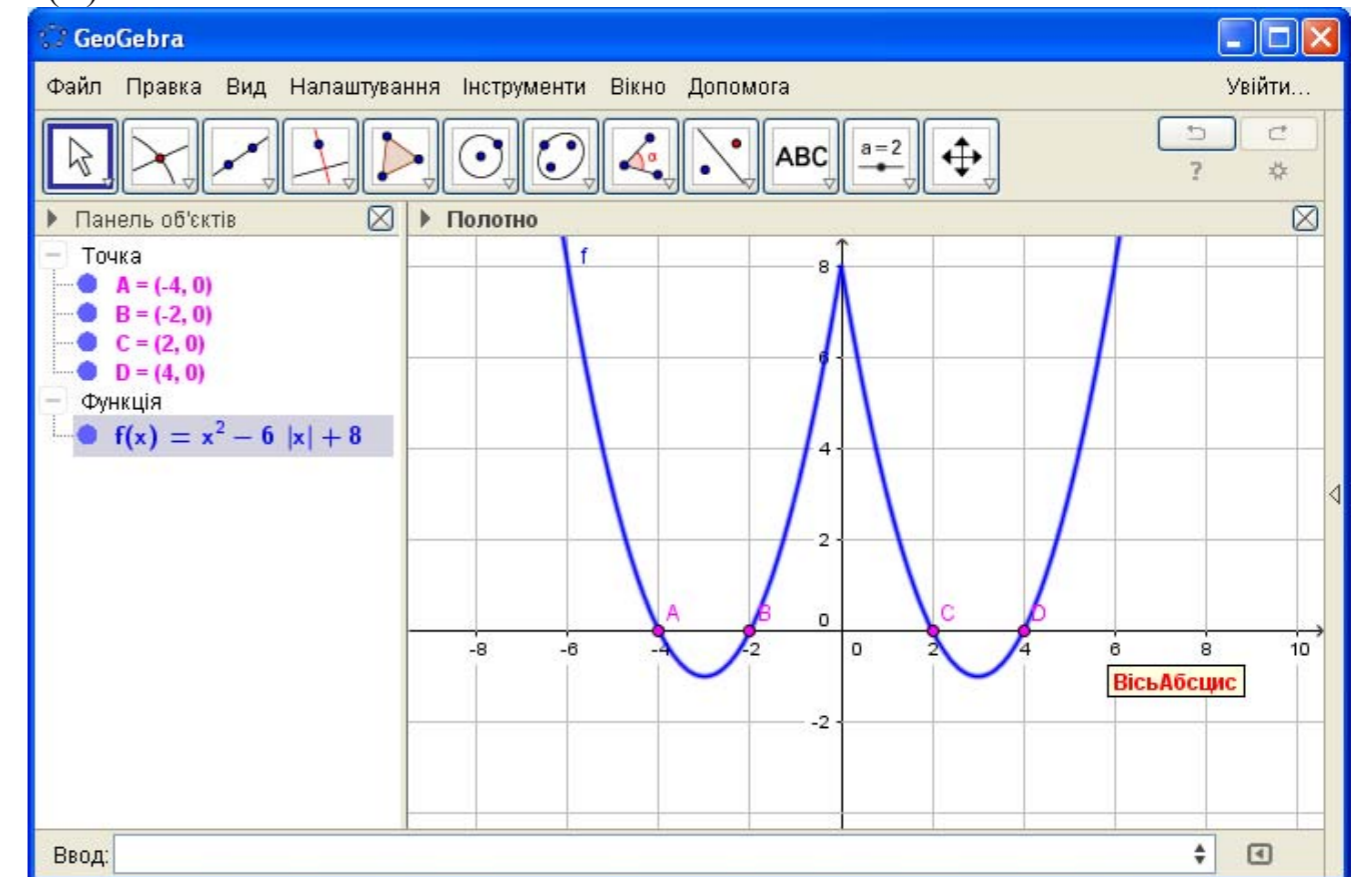 GeoGebra
Файл Правка Вид Налаштування Інструменти Вікно Допомога Увійти...
ABC a = 2 α ?
Панель об'єктів
Полотно
Точка
A = (-4, 0)
B = (-2, 0)
C = (2, 0)
D = (4, 0)
Функція
f(x) = x² − 6 |x| + 8
f
8
6
4
2
0
-2
A B C D
-8 -6 -4 -2 0 2 4 6 8 10
ВісьАбсцис
Ввод: